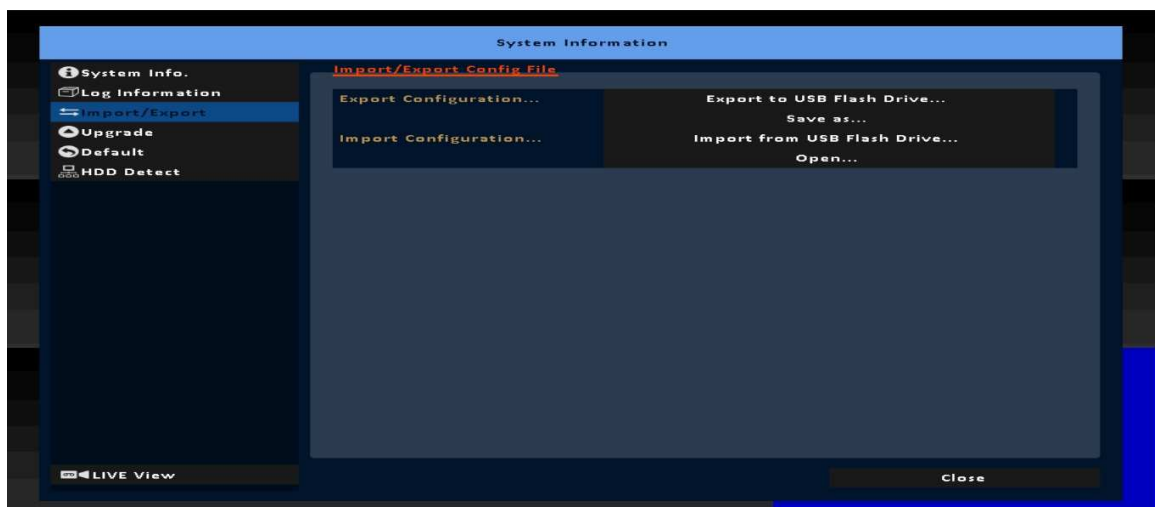 System Information
System Info.
Log Information
Import/Export
Upgrade
Default
HDD Detect
LIVE View
Import/Export Config File
Export Configuration...
Export to USB Flash Drive...
Save as...
Import Configuration...
Import from USB Flash Drive...
Open...
Close